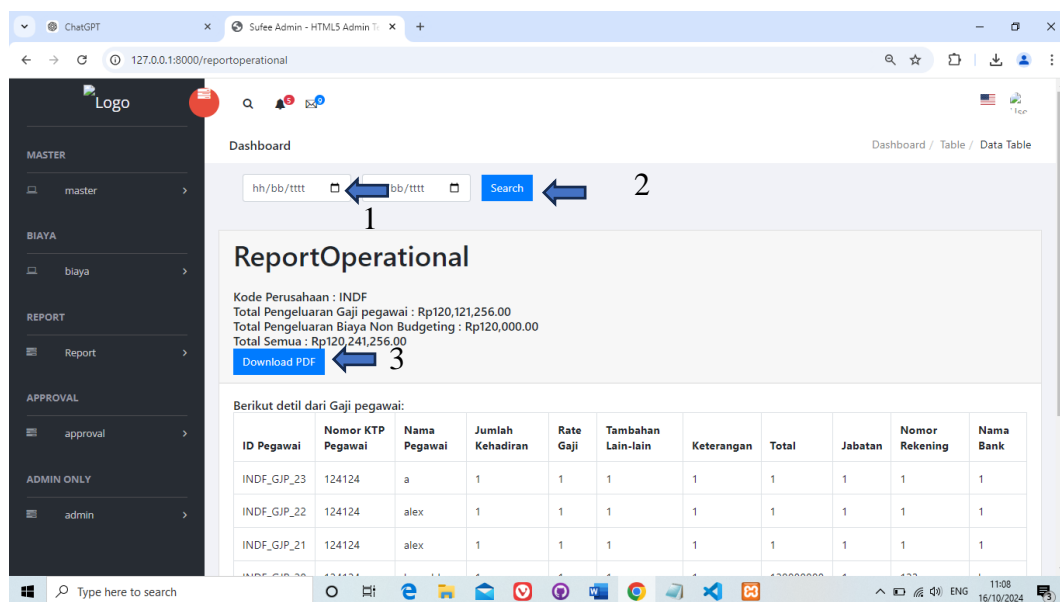 ChatGPT
Sufee Admin - HTML5 Admin Te
127.0.0.1:8000/reportoperational
Logo
5
9
Dashboard
Dashboard / Table / Data Table
MASTER
master
hh/bb/tttt
bb/tttt
Search
2
1
BIAYA
biaya
ReportOperational
Kode Perusahaan : INDF
Total Pengeluaran Gaji pegawai : Rp120,121,256.00
Total Pengeluaran Biaya Non Budgeting : Rp120,000.00
Total Semua : Rp120,241,256.00
Download PDF
3
REPORT
Report
APPROVAL
approval
ADMIN ONLY
admin
Berikut detil dari Gaji pegawai:
ID Pegawai Nomor KTP Pegawai Nama Pegawai Jumlah Kehadiran Rate Gaji Tambahan Lain-lain Keterangan Total Jabatan Nomor Rekening Nama Bank
INDF_GJP_23 124124 a 1 1 1 1 1 1 1 1
INDF_GJP_22 124124 alex 1 1 1 1 1 1 1 1
INDF_GJP_21 124124 alex 1 1 1 1 1 1 1 1
Type here to search
ENG
11:08
16/10/2024